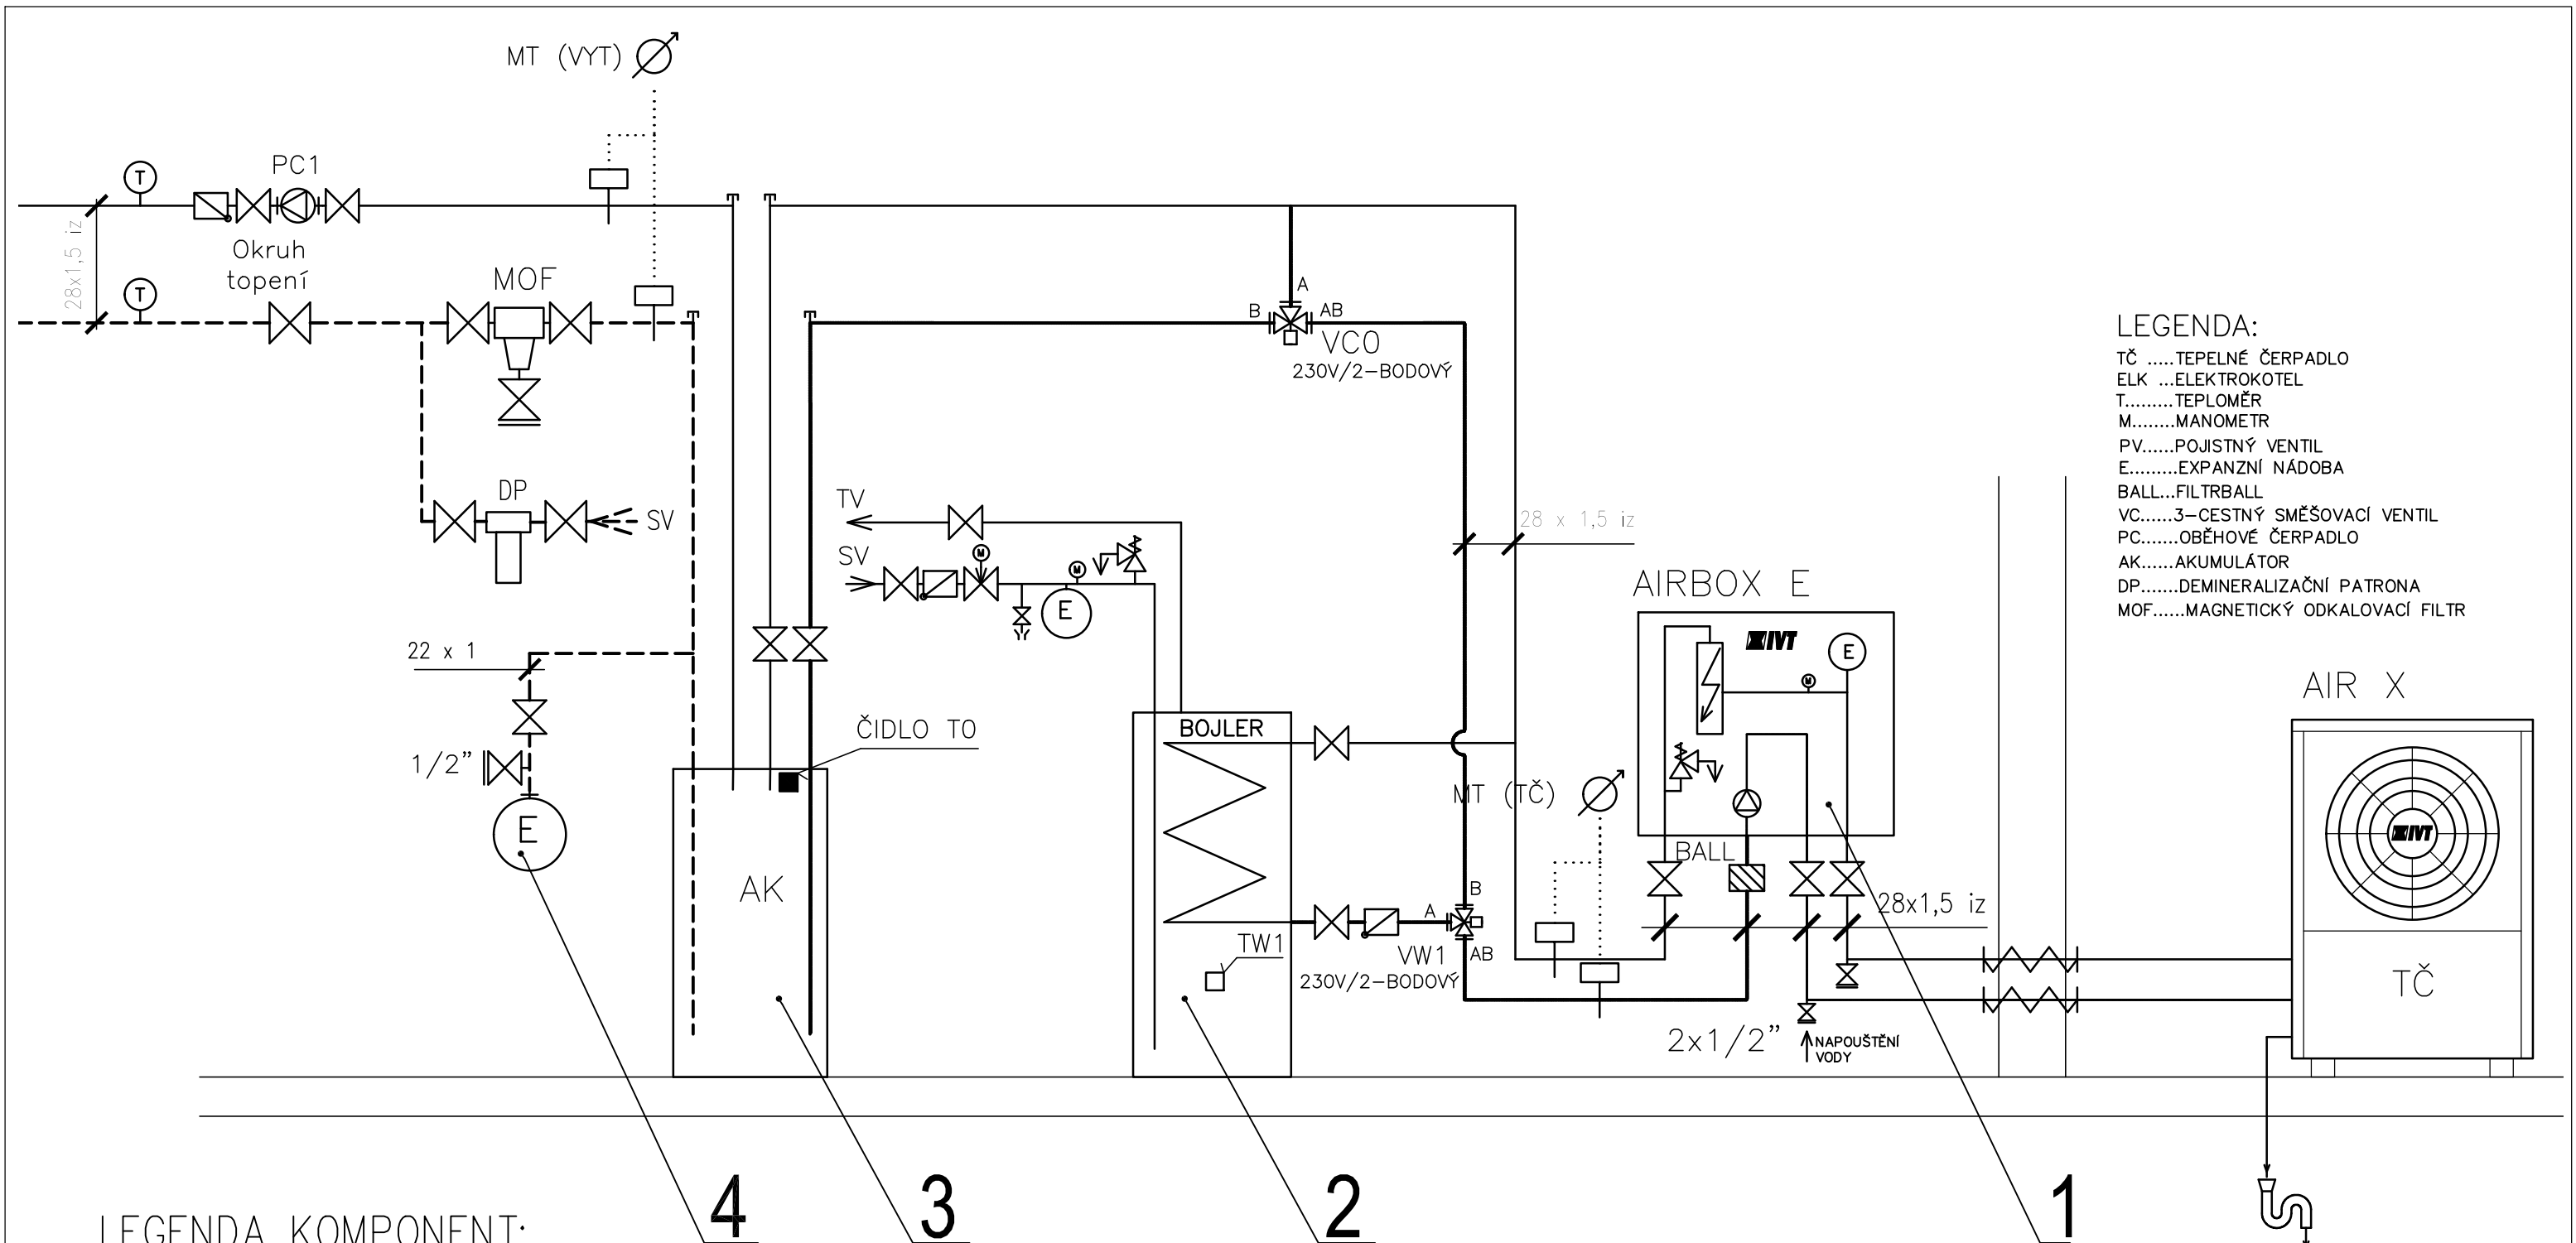 MT (VYT)
T
PC1
Okruh
topení
28x1,5 iz
T
MOF
DP
SV
22 x 1
1/2”
E
AK
ČIDLO T0
TV
SV
M
M
E
BOJLER
TW1
A
B
AB
VC0
230V/2-BODOVÝ
28 x 1,5 iz
B
A
AB
VW1
230V/2-BODOVÝ
MT (TČ)
AIRBOX E
IVT
E
M
BALL
28x1,5 iz
2x1/2”
NAPOUŠTĚNÍ
VODY
LEGENDA:
TČ .....TEPELNÉ ČERPADLO
ELK ...ELEKTROKOTEL
T.........TEPLOMĚR
M........MANOMETR
PV......POJISTNÝ VENTIL
E.........EXPANZNÍ NÁDOBA
BALL...FILTRBALL
VC......3-CESTNÝ SMĚŠOVACÍ VENTIL
PC.......OBĚHOVÉ ČERPADLO
AK......AKUMULÁTOR
DP.......DEMINERALIZAČNÍ PATRONA
MOF......MAGNETICKÝ ODKALOVACÍ FILTR
AIR X
IVT
TČ
4
3
2
1
LEGENDA KOMPONENT: